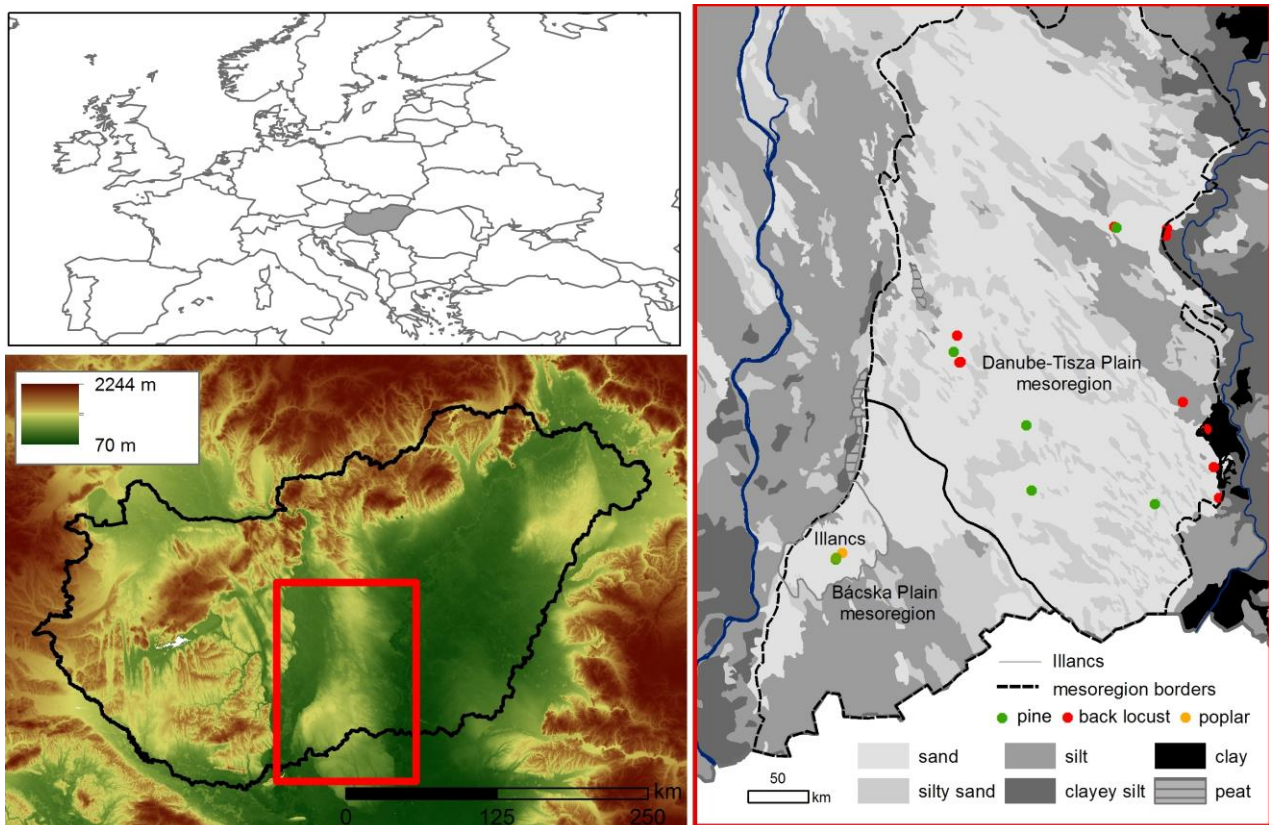 2244 m
70 m
km
0 125 250
Danube-Tisza Plain
mesoregion
Illancs
Bácska Plain
mesoregion
Illancs
mesoregion borders
pine back locust poplar
sand silt clay
silty sand clayey silt peat
50
km